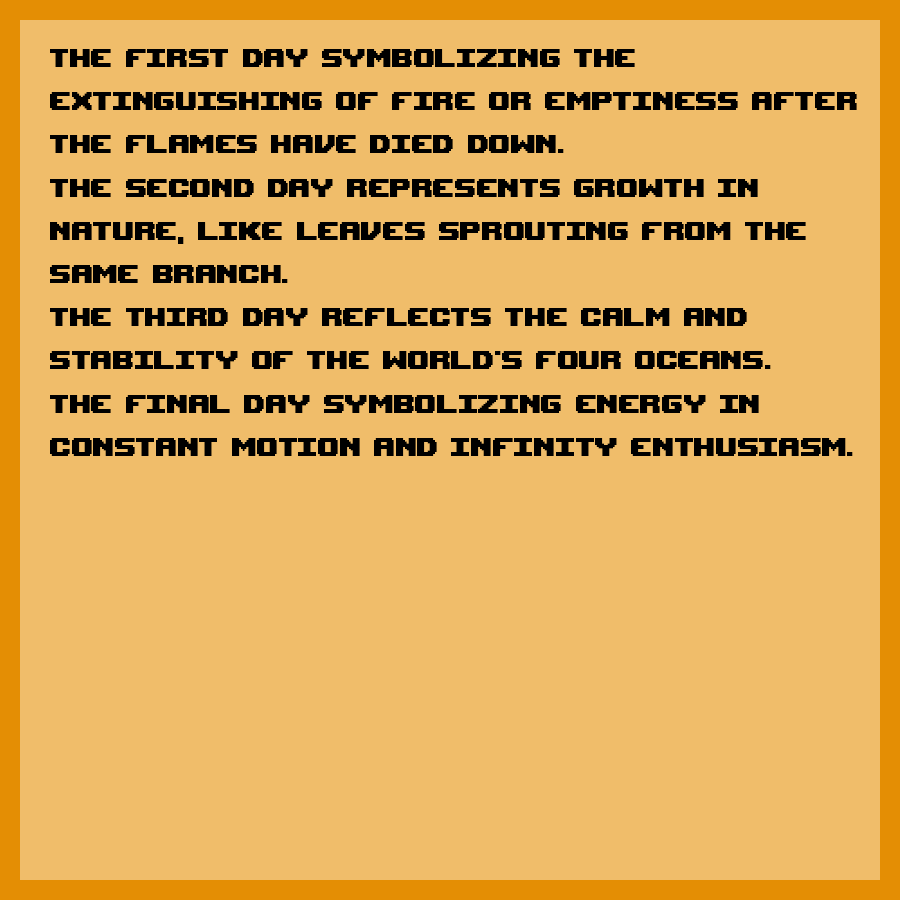 THE FIRST DAY SYMBOLIZING THE
EXTINGUISHING OF FIRE OR EMPTINESS AFTER
THE FLAMES HAVE DIED DOWN.
THE SECOND DAY REPRESENTS GROWTH IN
NATURE, LIKE LEAVES SPROUTING FROM THE
SAME BRANCH.
THE THIRD DAY REFLECTS THE CALM AND
STABILITY OF THE WORLD'S FOUR OCEANS.
THE FINAL DAY SYMBOLIZING ENERGY IN
CONSTANT MOTION AND INFINITY ENTHUSIASM.